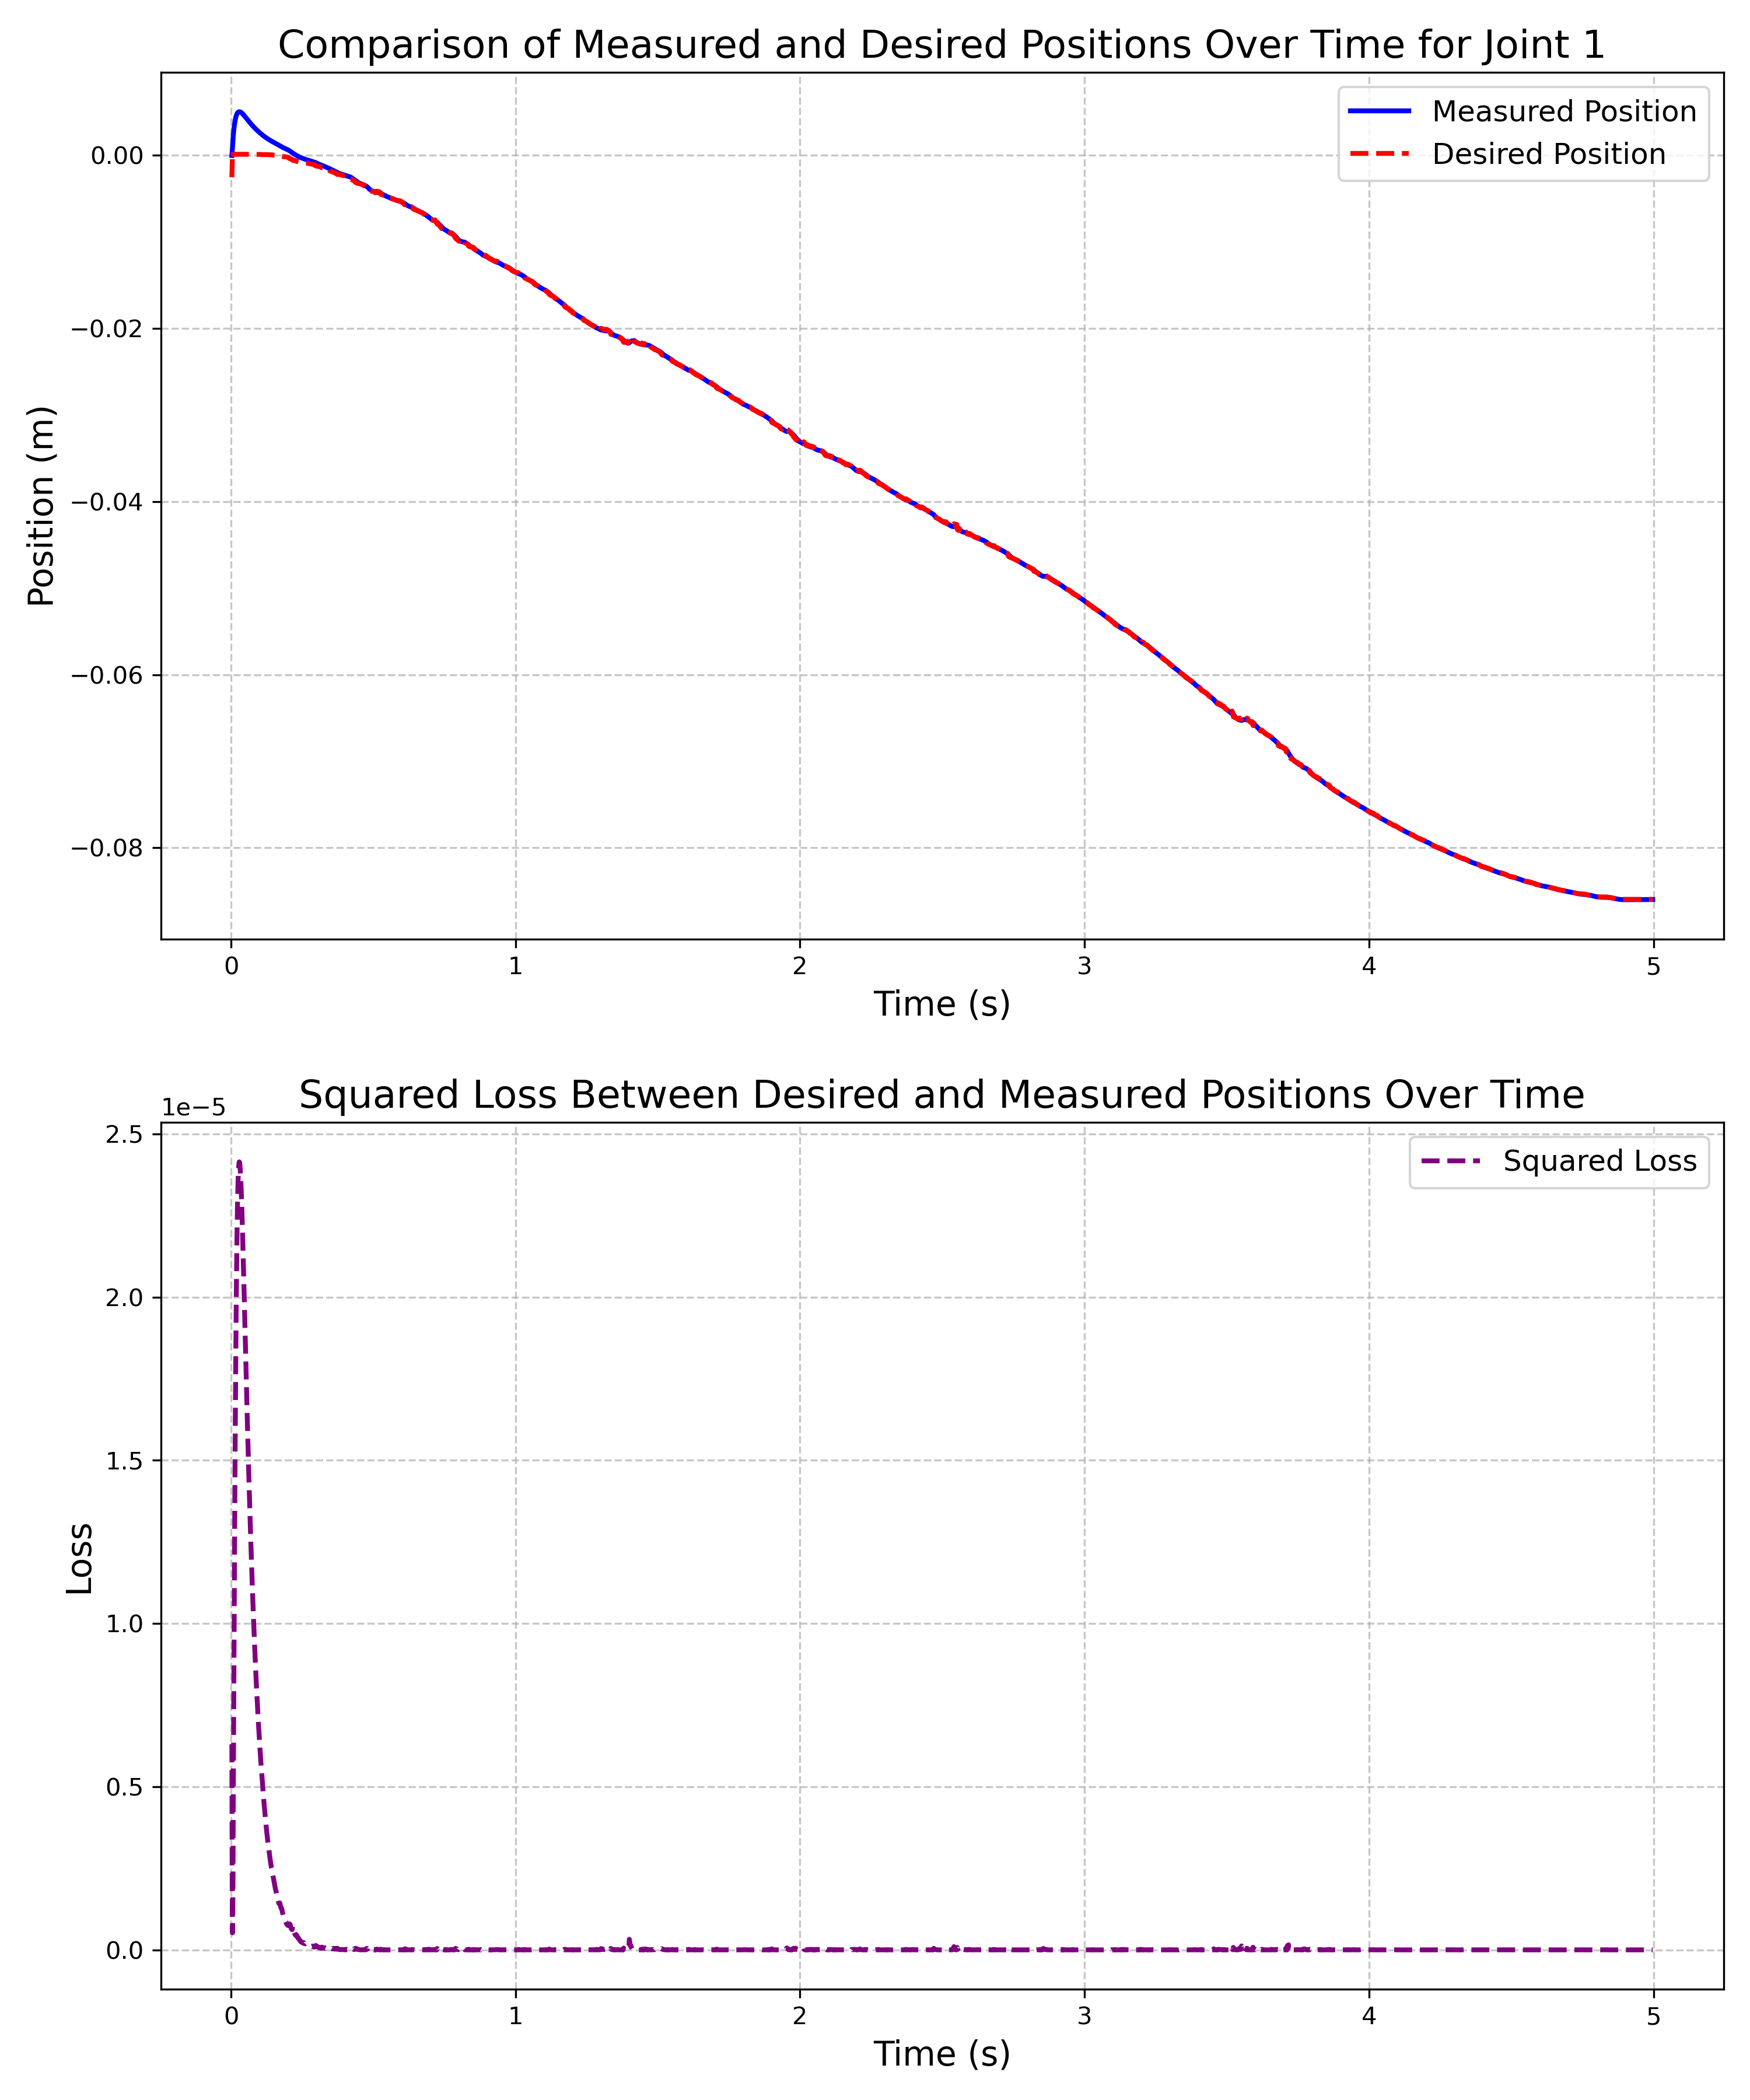 Comparison of Measured and Desired Positions Over Time for Joint 1
Measured Position
Desired Position
0.00
−0.02
−0.04
−0.06
−0.08
Position (m)
0 1 2 3 4 5
Time (s)
Squared Loss Between Desired and Measured Positions Over Time
1e−5
Squared Loss
2.5
2.0
1.5
1.0
0.5
0.0
Loss
0 1 2 3 4 5
Time (s)